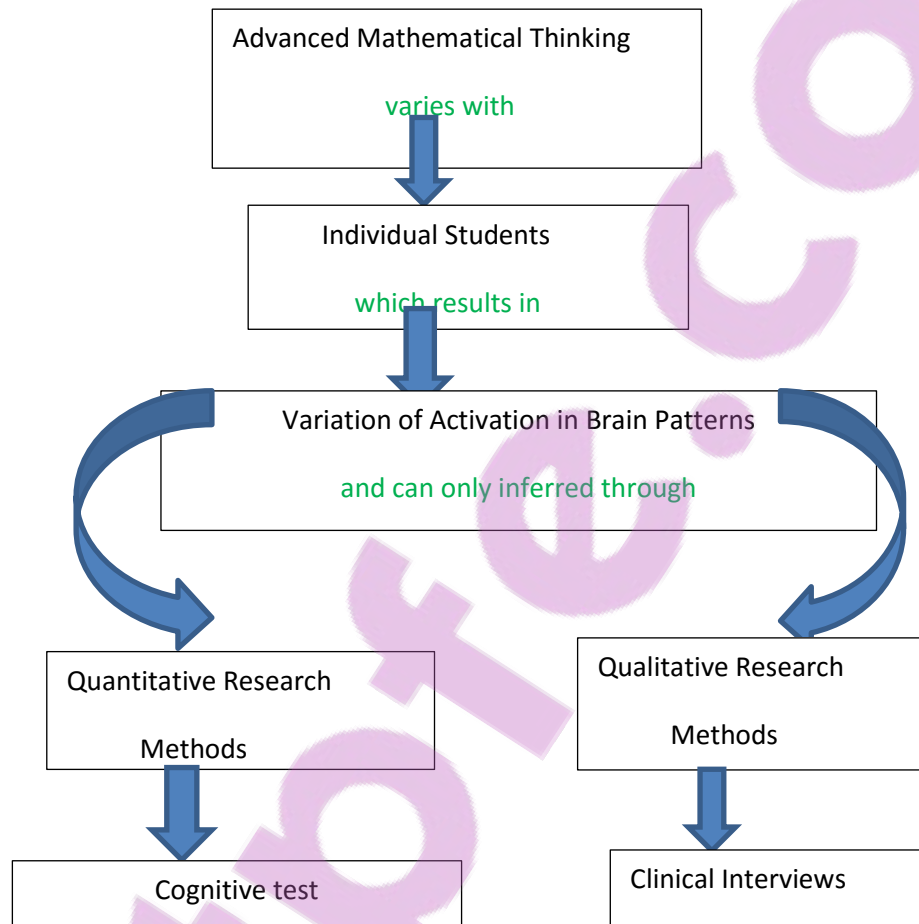 Advanced Mathematical Thinking
varies with
Individual Students
which results in
Variation of Activation in Brain Patterns
and can only inferred through
Quantitative Research
Methods
Qualitative Research
Methods
Cognitive test
Clinical Interviews